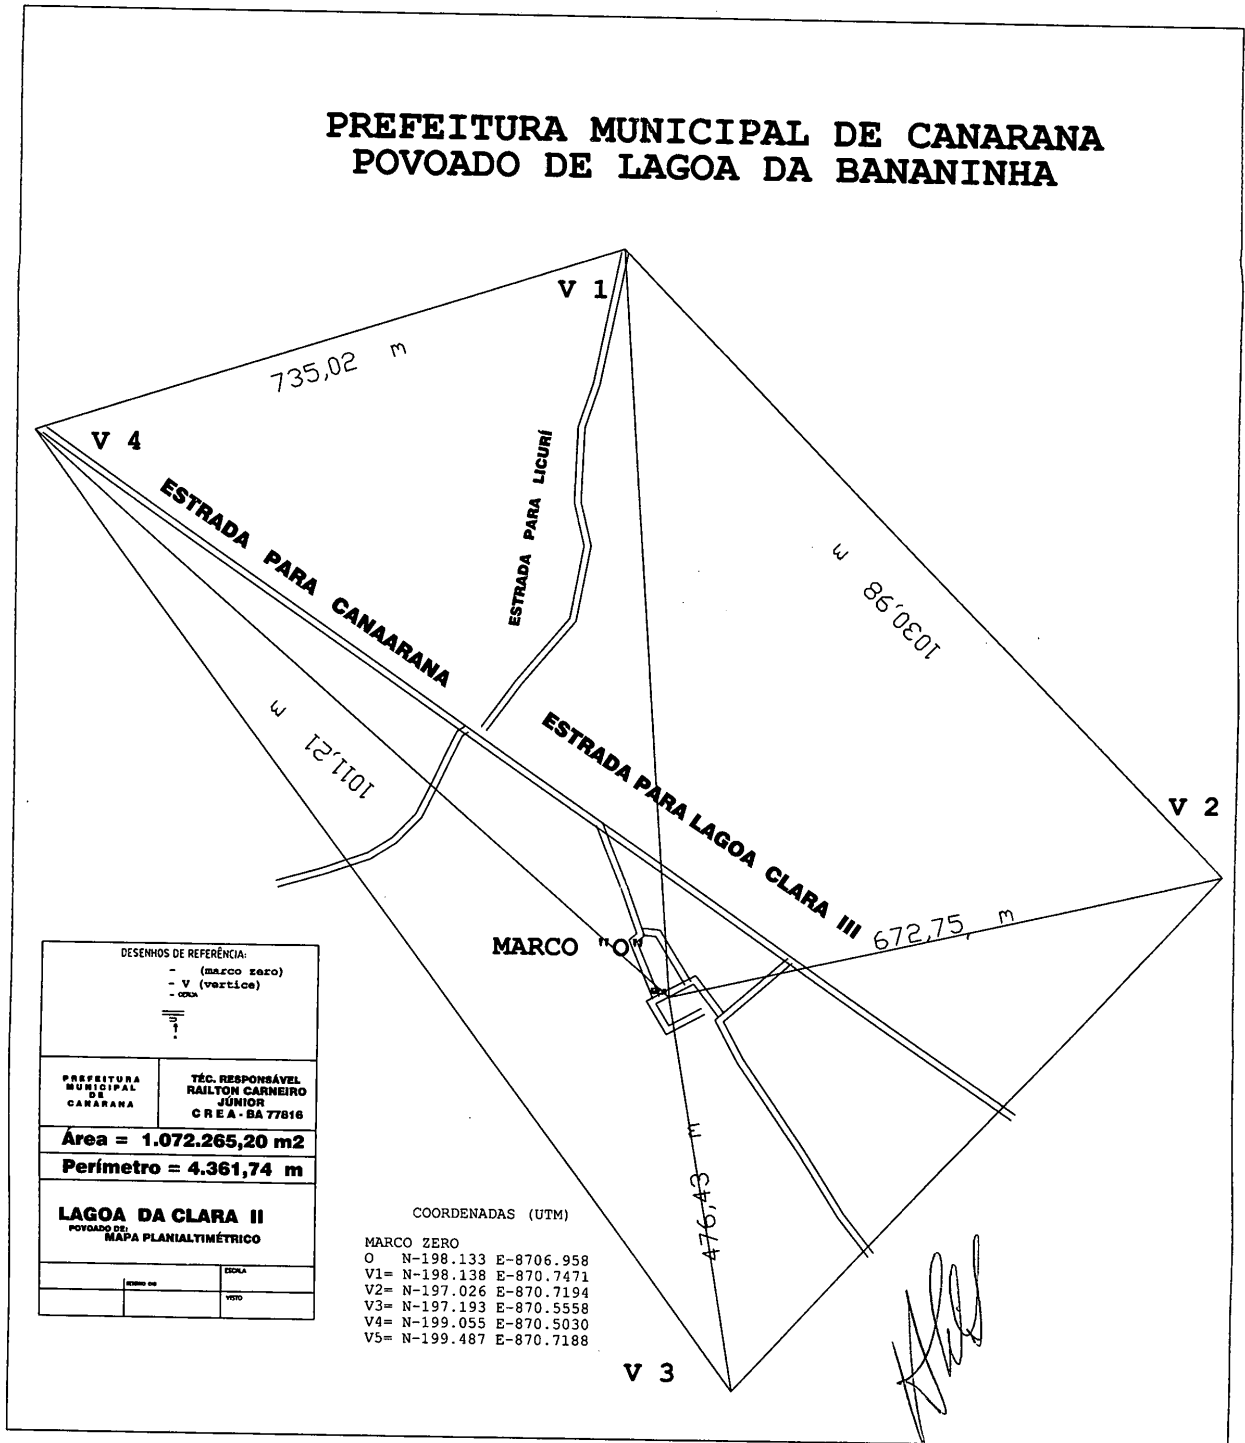 PREFEITURA MUNICIPAL DE CANARANA
POVOADO DE LAGOA DA BANANINHA
V 1
735,02 m
V 4
ESTRADA PARA CANAARANA
ESTRADA PARA LICURÍ
1030,98 m
1011,21 m
ESTRADA PARA LAGOA CLARA III
V 2
672,75, m
MARCO "O"
476,43 m
V 3
DESENHOS DE REFERÊNCIA:
- (marco zero)
- V (vertice)
PREFEITURA
MUNICIPAL
DE
CANARANA
TÉC. RESPONSÁVEL
RAILTON CARNEIRO
JÚNIOR
C R E A - BA 77816
Área = 1.072.265,20 m2
Perímetro = 4.361,74 m
LAGOA DA CLARA II
POVOADO DE:
MAPA PLANIALTIMÉTRICO
ESCALA
VISTO
COORDENADAS (UTM)
MARCO ZERO
O N-198.133 E-8706.958
V1= N-198.138 E-870.7471
V2= N-197.026 E-870.7194
V3= N-197.193 E-870.5558
V4= N-199.055 E-870.5030
V5= N-199.487 E-870.7188